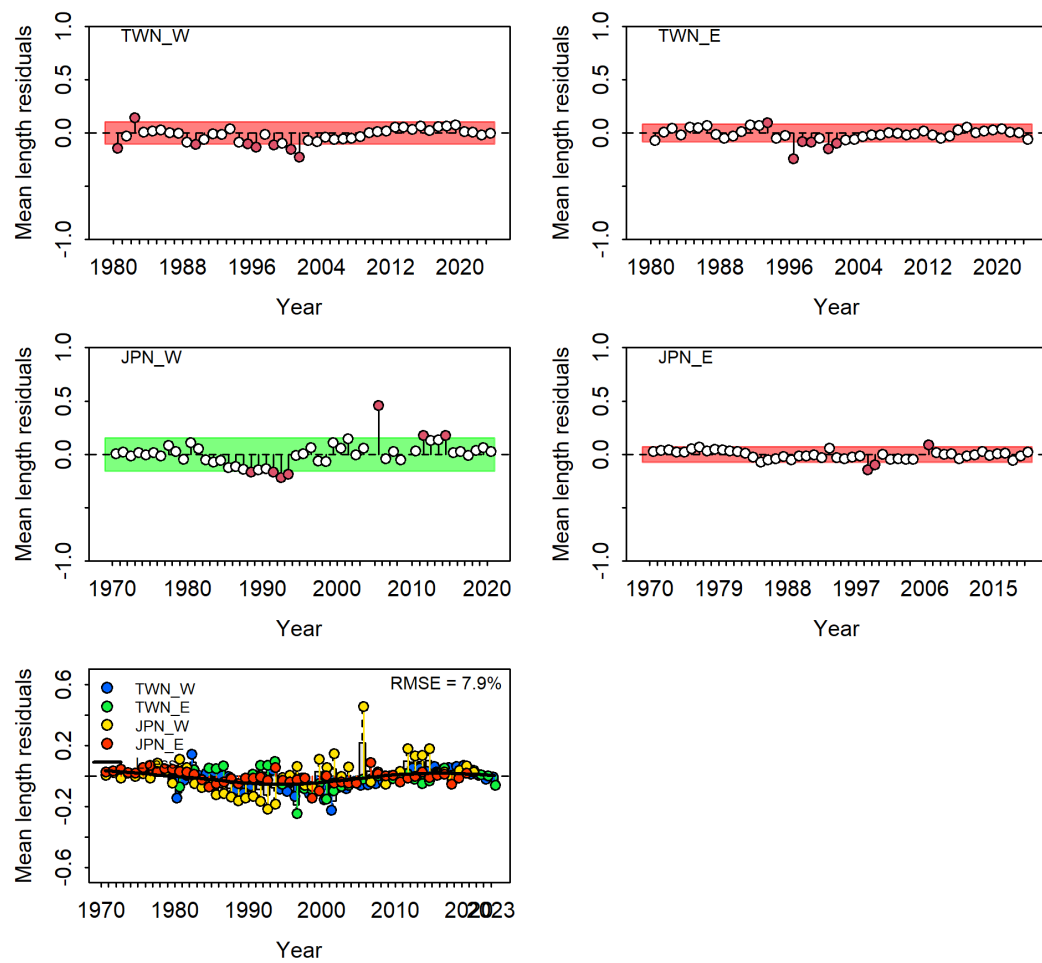 TWN_W
Mean length residuals
-1.0 0.0 0.5 1.0
1980 1988 1996 2004 2012 2020
Year
TWN_E
Mean length residuals
-1.0 0.0 0.5 1.0
1980 1988 1996 2004 2012 2020
Year
JPN_W
Mean length residuals
-1.0 0.0 0.5 1.0
1970 1980 1990 2000 2010 2020
Year
JPN_E
Mean length residuals
-1.0 0.0 0.5 1.0
1970 1979 1988 1997 2006 2015
Year
RMSE = 7.9%
TWN_W
TWN_E
JPN_W
JPN_E
Mean length residuals
-0.6 -0.2 0.2 0.6
1970 1980 1990 2000 2010 2020 2023
Year